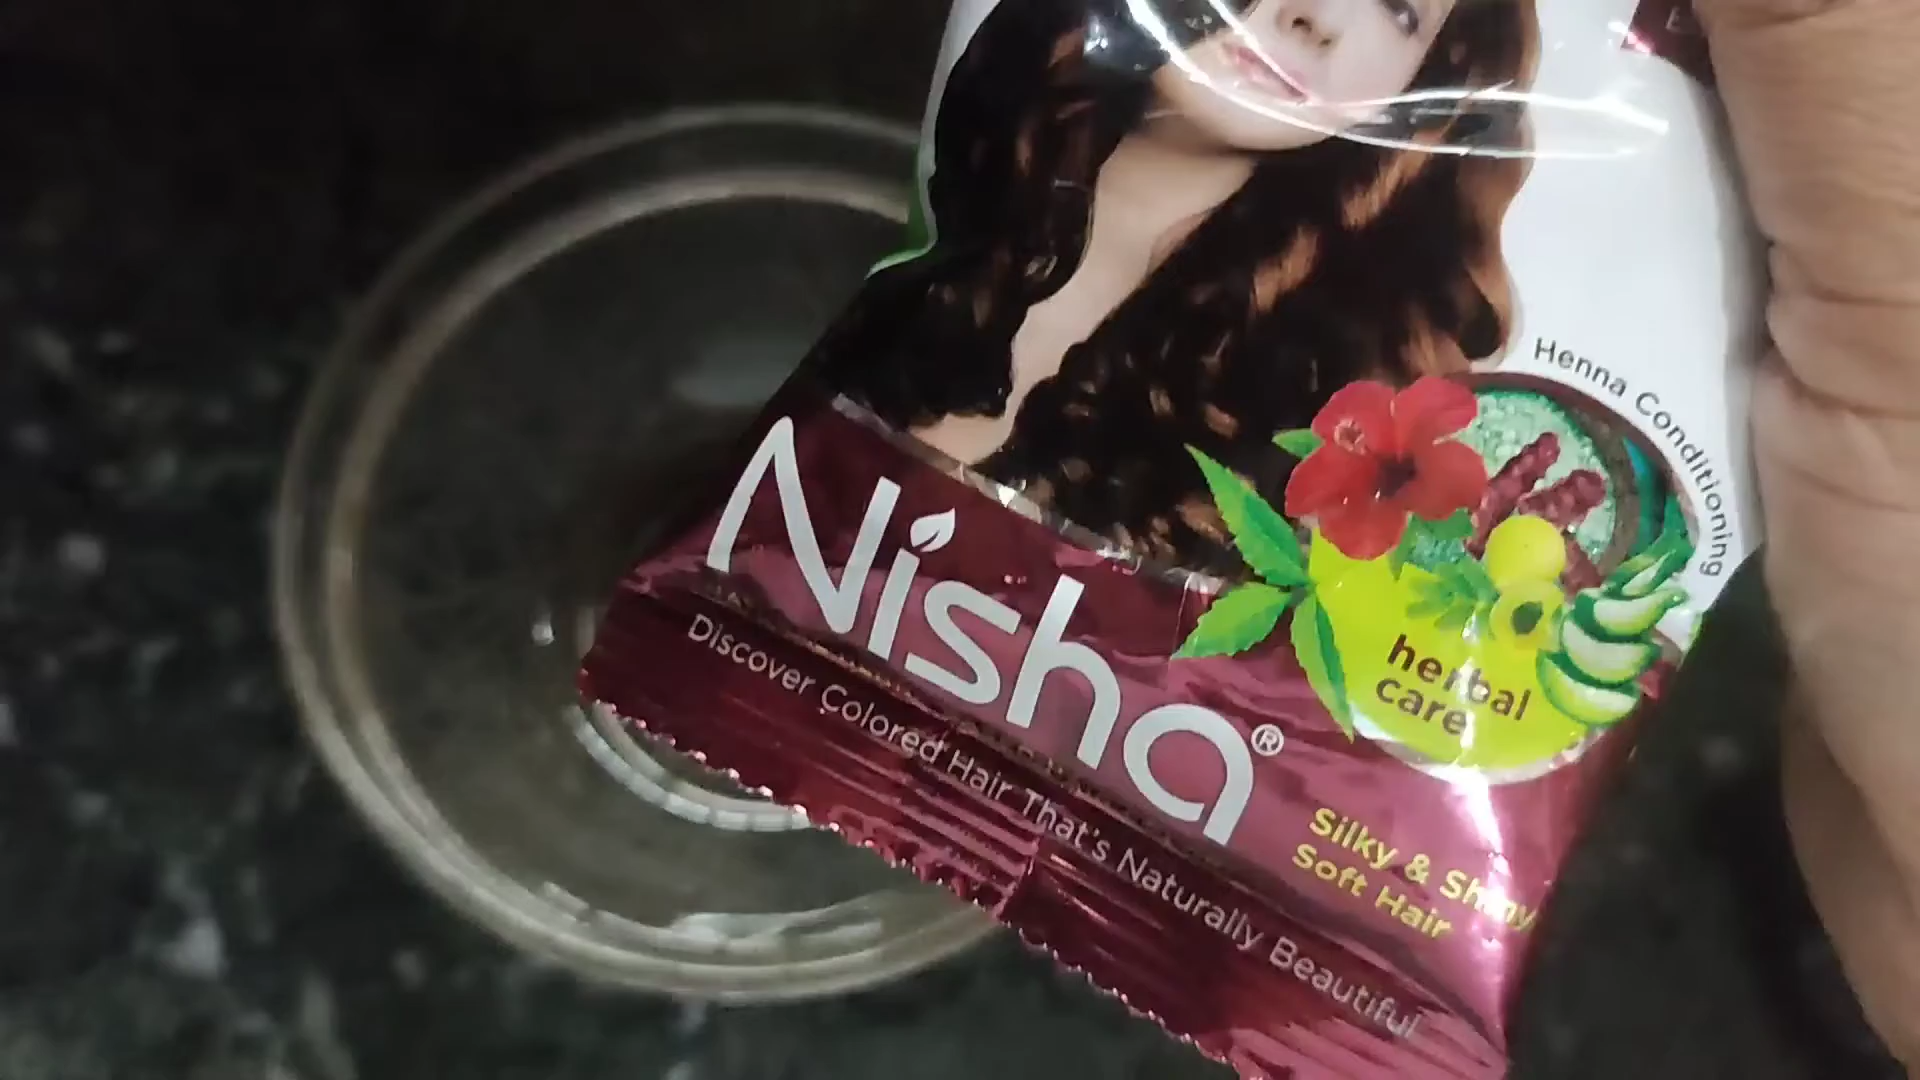 Henna Conditioning
Nisha®
herbal
care
Discover Colored Hair That's Naturally Beautiful
Silky & Shiny
Soft Hair